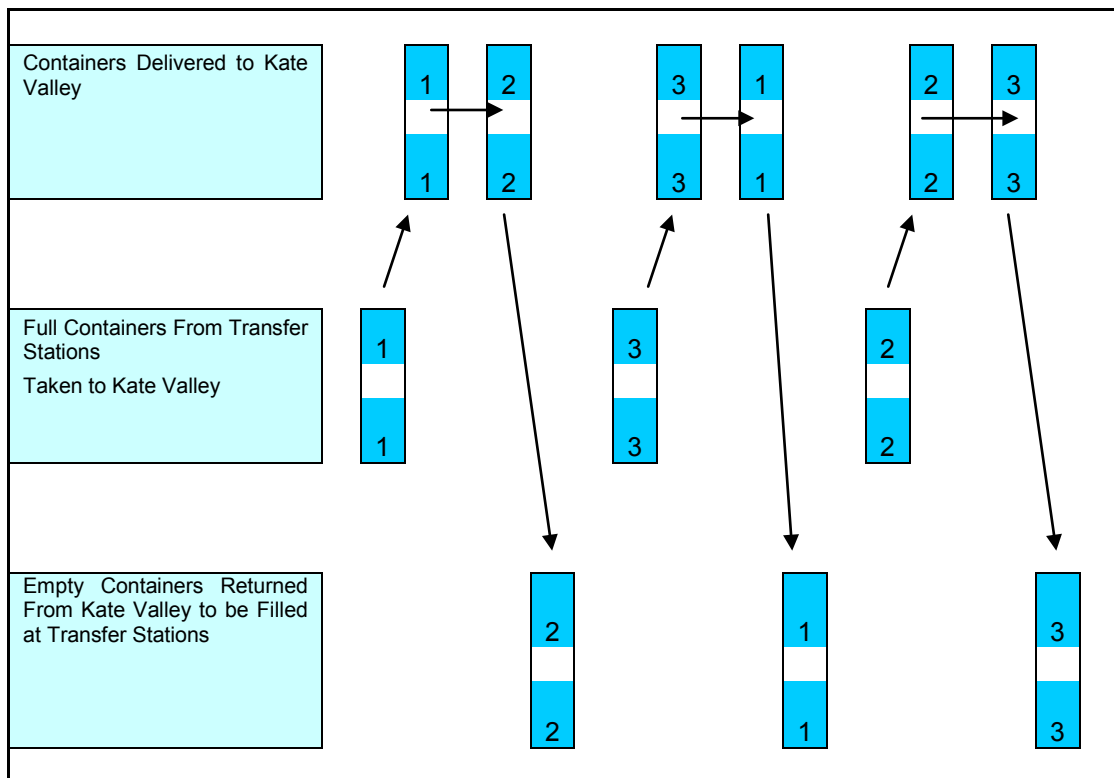 Containers Delivered to Kate
Valley
1 2 3 1 2 3
1 2 3 1 2 3
Full Containers From Transfer
Stations
Taken to Kate Valley
1 3 2
1 3 2
Empty Containers Returned
From Kate Valley to be Filled
at Transfer Stations
2 1 3
2 1 3